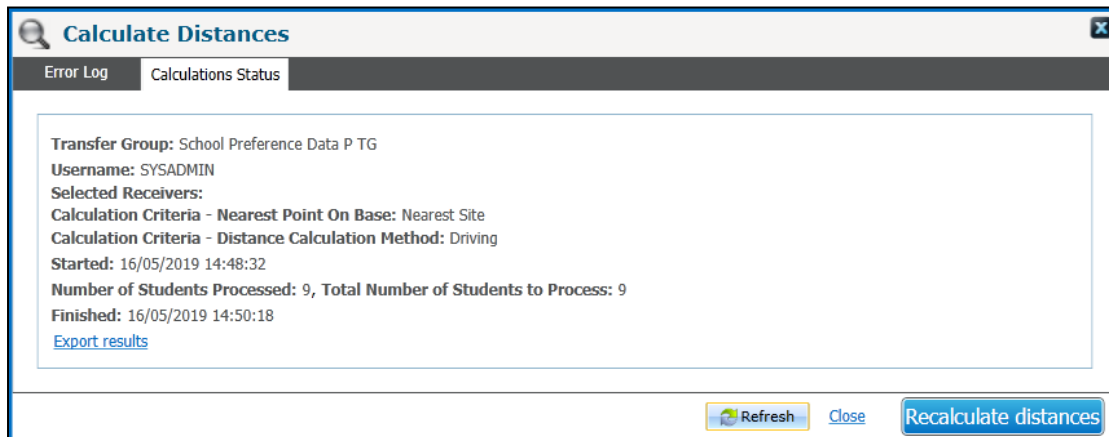 Calculate Distances
Error Log Calculations Status
Transfer Group: School Preference Data P TG
Username: SYSADMIN
Selected Receivers:
Calculation Criteria - Nearest Point On Base: Nearest Site
Calculation Criteria - Distance Calculation Method: Driving
Started: 16/05/2019 14:48:32
Number of Students Processed: 9, Total Number of Students to Process: 9
Finished: 16/05/2019 14:50:18
Export results
Refresh Close Recalculate distances